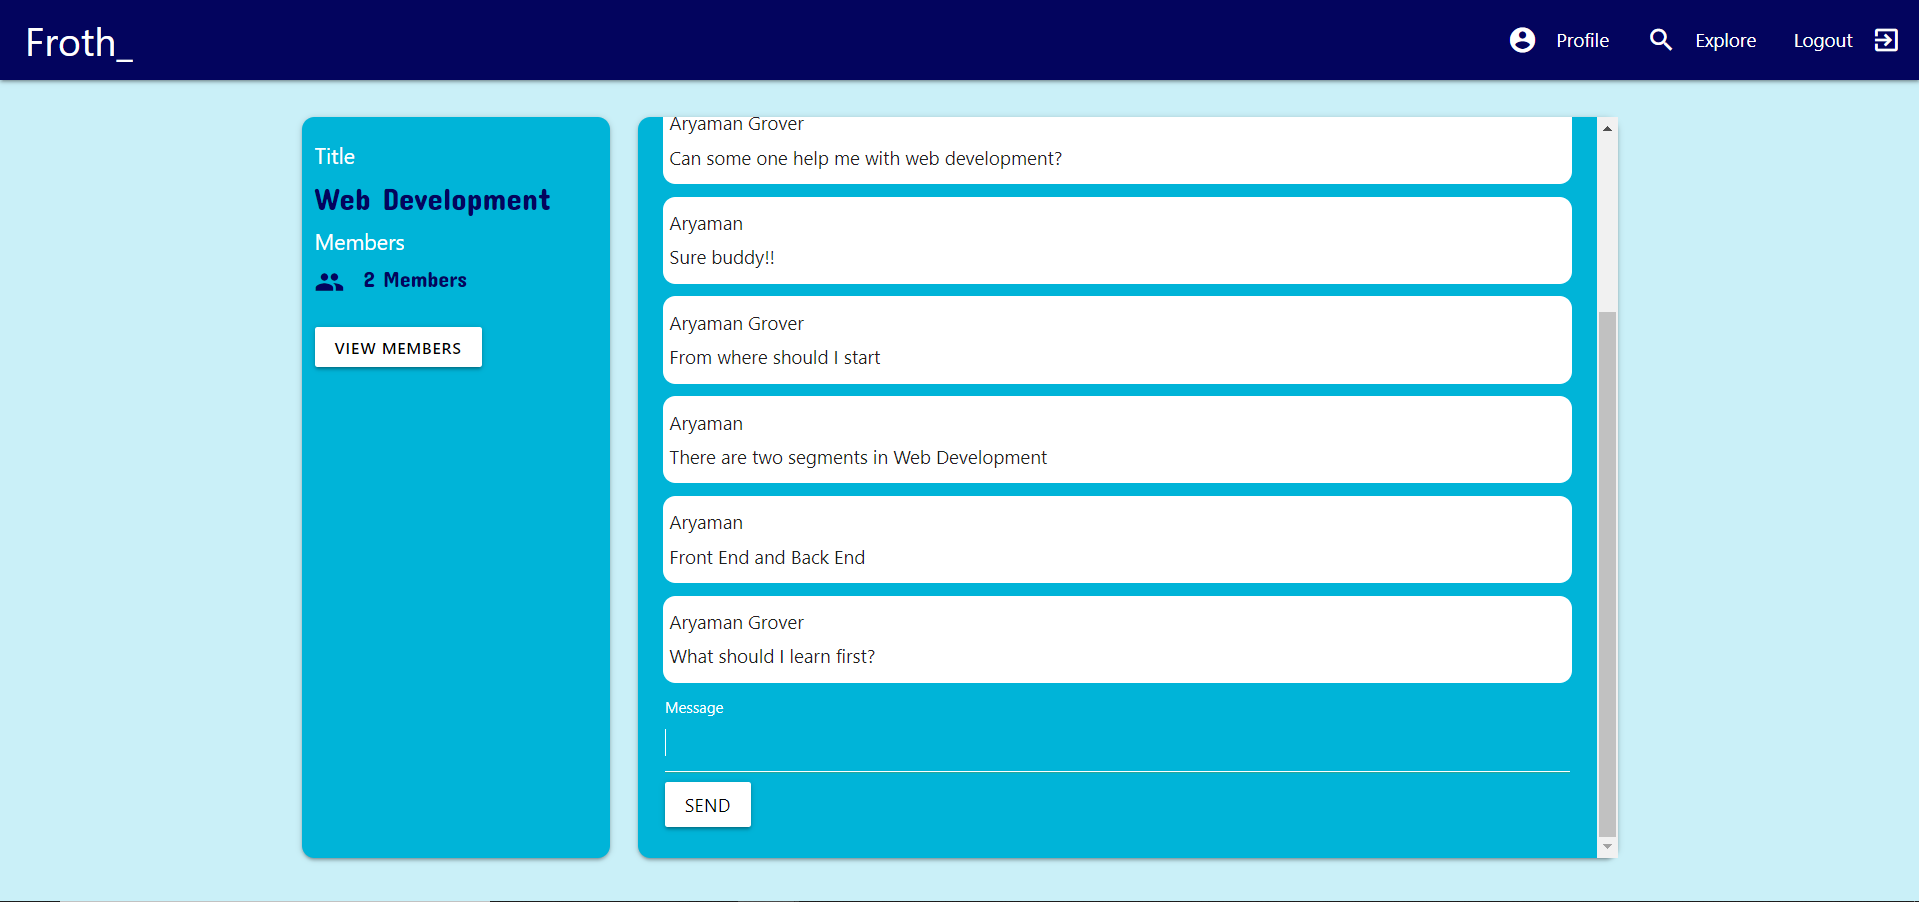 Froth_
Profile
Explore
Logout
Title
Web Development
Members
2 Members
VIEW MEMBERS
Aryaman Grover
Can some one help me with web development?
Aryaman
Sure buddy!!
Aryaman Grover
From where should I start
Aryaman
There are two segments in Web Development
Aryaman
Front End and Back End
Aryaman Grover
What should I learn first?
Message
SEND